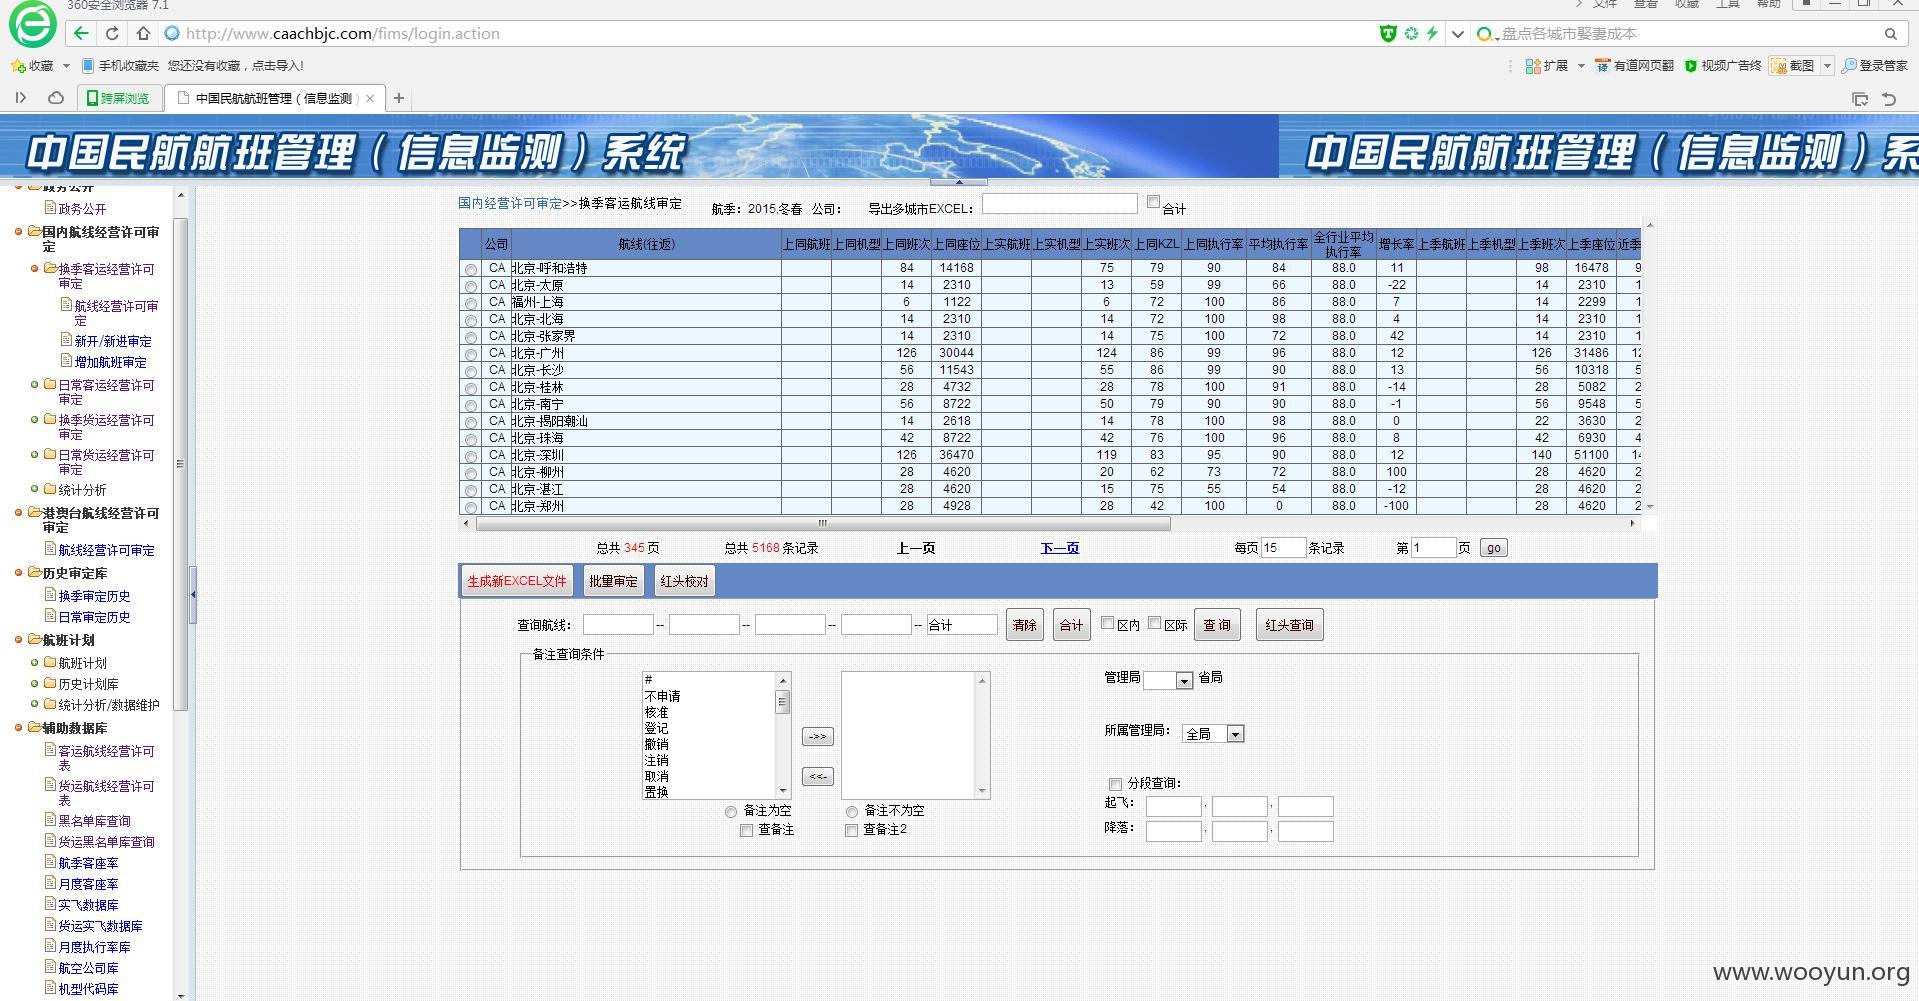 360安全浏览器 7.1
文件 查看 收藏 工具 帮助
http://www.caachbjc.com/fims/login.action
盘点各城市娶妻成本
收藏 手机收藏夹 您还没有收藏，点击导入!
扩展 有道网页翻 视频广告终 截图 登录管家
跨屏浏览 中国民航航班管理（信息监测）
中国民航航班管理（信息监测）系统
中国民航航班管理（信息监测）系
政务公开
政务公开
国内航线经营许可审
定
换季客运经营许可
审定
航线经营许可审
定
新开/新进审定
增加航班审定
日常客运经营许可
审定
换季货运经营许可
审定
日常货运经营许可
审定
统计分析
港澳台航线经营许可
审定
航线经营许可审定
历史审定库
换季审定历史
日常审定历史
航班计划
航班计划
历史计划库
统计分析/数据维护
辅助数据库
客运航线经营许可
表
货运航线经营许可
表
黑名单库查询
货运黑名单库查询
航季客座率
月度客座率
实飞数据库
货运实飞数据库
月度执行率库
航空公司库
机型代码库
国内经营许可审定>>换季客运航线审定 航季：2015,冬春 公司： 导出多城市EXCEL： 合计
公司 航线(往返) 上同航班 上同机型 上同班次 上同座位 上实航班 上实机型 上实班次 上同KZL 上同执行率 平均执行率 全行业平均执行率 增长率 上季航班 上季机型 上季班次 上季座位 近季
CA 北京-呼和浩特 84 14168 75 79 90 84 88.0 11 98 16478 9
CA 北京-太原 14 2310 13 59 99 66 88.0 -22 14 2310 1
CA 福州-上海 6 1122 6 72 100 86 88.0 7 14 2299 1
CA 北京-北海 14 2310 14 72 100 98 88.0 4 14 2310 1
CA 北京-张家界 14 2310 14 75 100 72 88.0 42 14 2310 1
CA 北京-广州 126 30044 124 86 99 96 88.0 12 126 31486 12
CA 北京-长沙 56 11543 55 86 99 90 88.0 13 56 10318 5
CA 北京-桂林 28 4732 28 78 100 91 88.0 -14 28 5082 2
CA 北京-南宁 56 8722 50 79 90 90 88.0 -1 56 9548 5
CA 北京-揭阳潮汕 14 2618 14 78 100 98 88.0 0 22 3630 2
CA 北京-珠海 42 8722 42 76 100 96 88.0 8 42 6930 4
CA 北京-深圳 126 36470 119 83 95 90 88.0 12 140 51100 14
CA 北京-柳州 28 4620 20 62 73 72 88.0 100 28 4620 2
CA 北京-湛江 28 4620 15 75 55 54 88.0 -12 28 4620 2
CA 北京-郑州 28 4928 28 42 100 0 88.0 -100 28 4620 2
总共 345 页 总共 5168 条记录 上一页 下一页 每页 15 条记录 第 1 页 go
生成新EXCEL文件 批量审定 红头核对
查询航线： -- -- -- -- 合计 清除 合计 区内 区际 查 询 红头查询
备注查询条件
#
不申请
核准
登记
撤销
注销
取消
置换
->>
<<-
备注为空 备注不为空
查备注 查备注2
管理局 省局
所属管理局： 全局
分段查询：
起飞： , ,
降落： , ,
www.wooyun.org